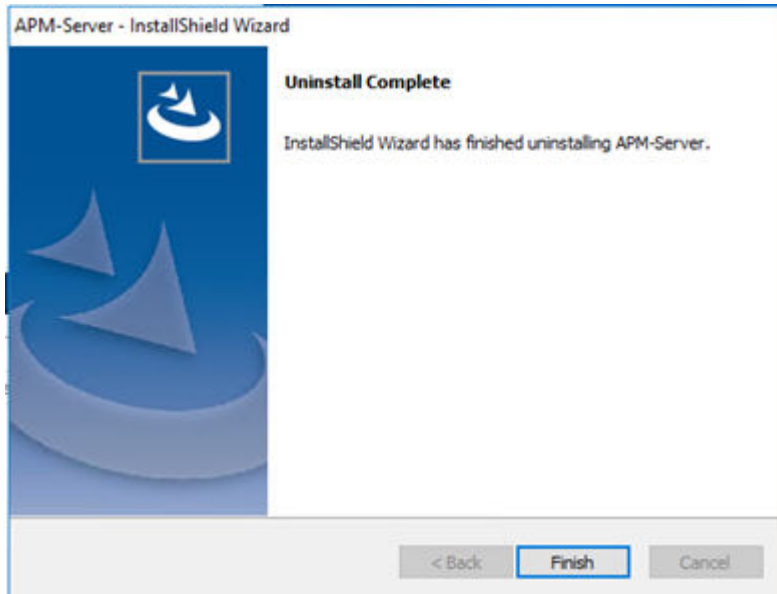 APM-Server - InstallShield Wizard
Uninstall Complete
InstallShield Wizard has finished uninstalling APM-Server.
< Back
Finish
Cancel